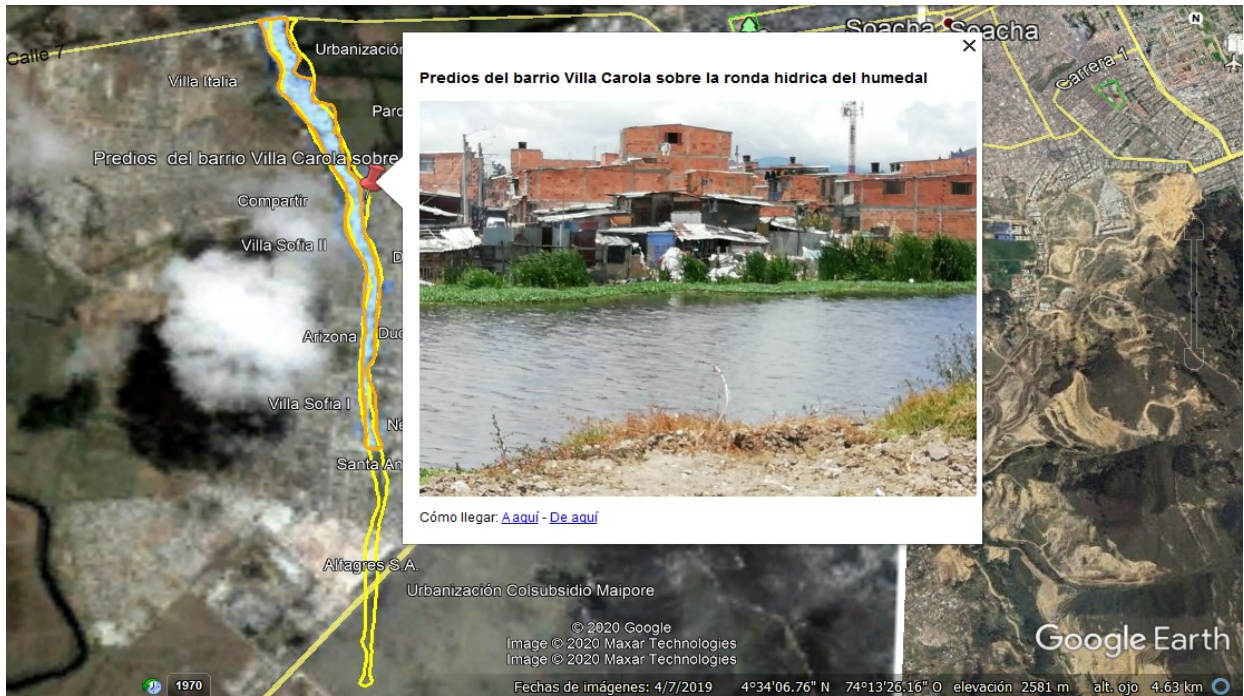 Calle 7
Soacha
Soacha
N
Urbanización
Carrera 1
Villa Italia
Predios del barrio Villa Carola sobre la ronda hidrica del humedal
Parc
Predios del barrio Villa Carola sobre
Compartir
Villa Sofia II
D
Arizona
Duc
Villa Sofia I
Ne
Santa An
Cómo llegar: A aquí - De aquí
Alfagres S.A.
Urbanización Colsubsidio Maipore
© 2020 Google
Image © 2020 Maxar Technologies
Image © 2020 Maxar Technologies
Google Earth
1970
Fechas de imágenes: 4/7/2019 4°34'06.76" N 74°13'26.16" O elevación 2581 m alt. ojo 4.63 km